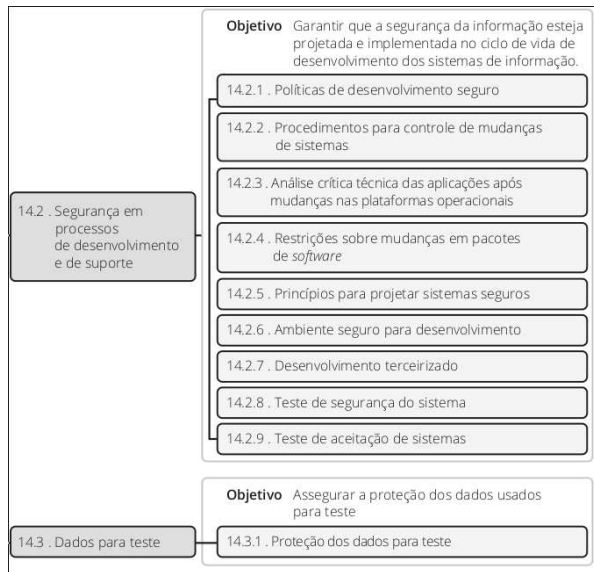 Objetivo Garantir que a segurança da informação esteja
projetada e implementada no ciclo de vida de
desenvolvimento dos sistemas de informação.
14.2 . Segurança em
processos
de desenvolvimento
e de suporte
14.2.1 . Políticas de desenvolvimento seguro
14.2.2 . Procedimentos para controle de mudanças
de sistemas
14.2.3 . Análise crítica técnica das aplicações após
mudanças nas plataformas operacionais
14.2.4 . Restrições sobre mudanças em pacotes
de software
14.2.5 . Princípios para projetar sistemas seguros
14.2.6 . Ambiente seguro para desenvolvimento
14.2.7 . Desenvolvimento terceirizado
14.2.8 . Teste de segurança do sistema
14.2.9 . Teste de aceitação de sistemas
Objetivo Assegurar a proteção dos dados usados
para teste
14.3 . Dados para teste
14.3.1 . Proteção dos dados para teste